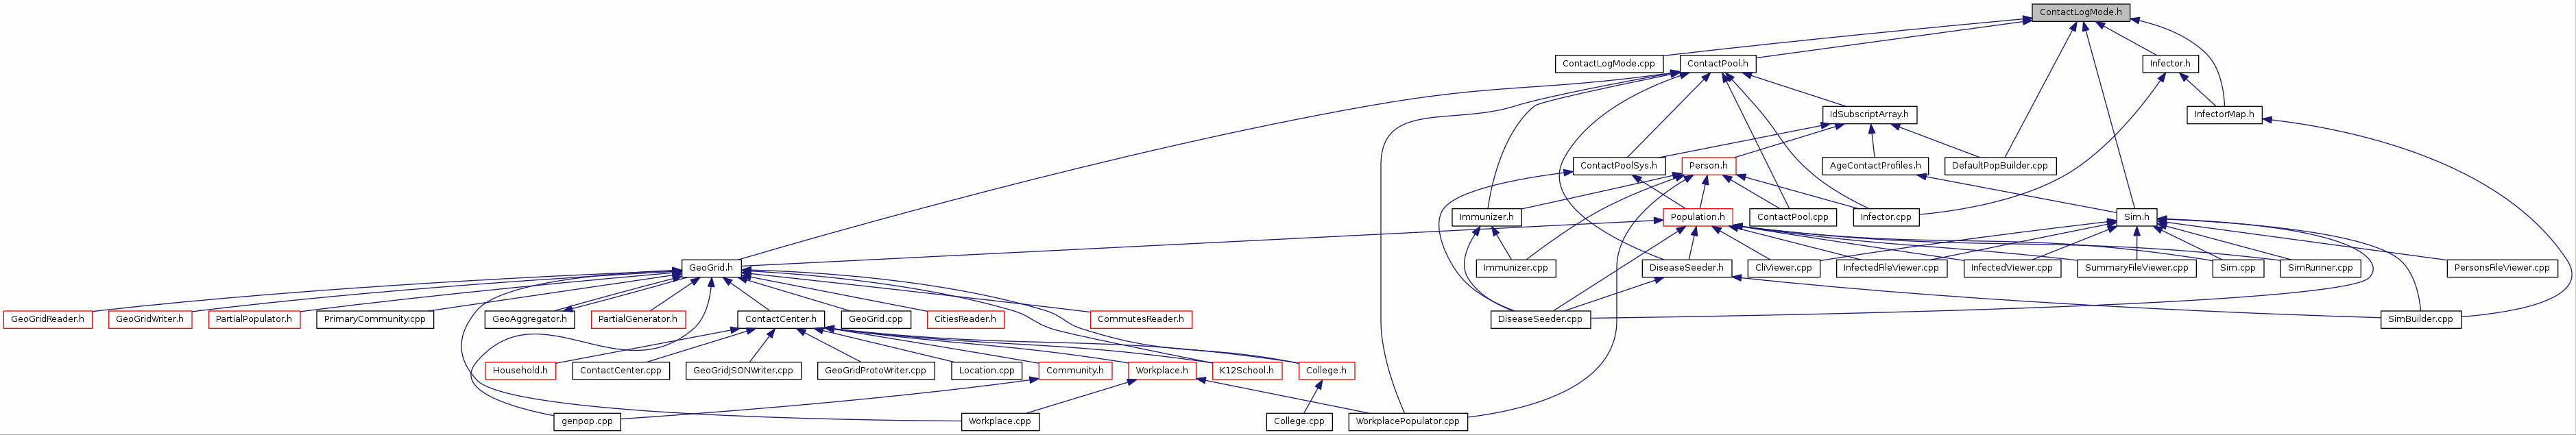 ContactLogMode.h
ContactLogMode.cpp
ContactPool.h
Infector.h
IdSubscriptArray.h
InfectorMap.h
ContactPoolSys.h
Person.h
AgeContactProfiles.h
DefaultPopBuilder.cpp
Immunizer.h
Population.h
ContactPool.cpp
Infector.cpp
Sim.h
GeoGrid.h
Immunizer.cpp
DiseaseSeeder.h
CliViewer.cpp
InfectedFileViewer.cpp
InfectedViewer.cpp
SummaryFileViewer.cpp
Sim.cpp
SimRunner.cpp
PersonsFileViewer.cpp
GeoGridReader.h
GeoGridWriter.h
PartialPopulator.h
PrimaryCommunity.cpp
GeoAggregator.h
PartialGenerator.h
ContactCenter.h
GeoGrid.cpp
CitiesReader.h
CommutesReader.h
DiseaseSeeder.cpp
SimBuilder.cpp
Household.h
ContactCenter.cpp
GeoGridJSONWriter.cpp
GeoGridProtoWriter.cpp
Location.cpp
Community.h
Workplace.h
K12School.h
College.h
genpop.cpp
Workplace.cpp
College.cpp
WorkplacePopulator.cpp